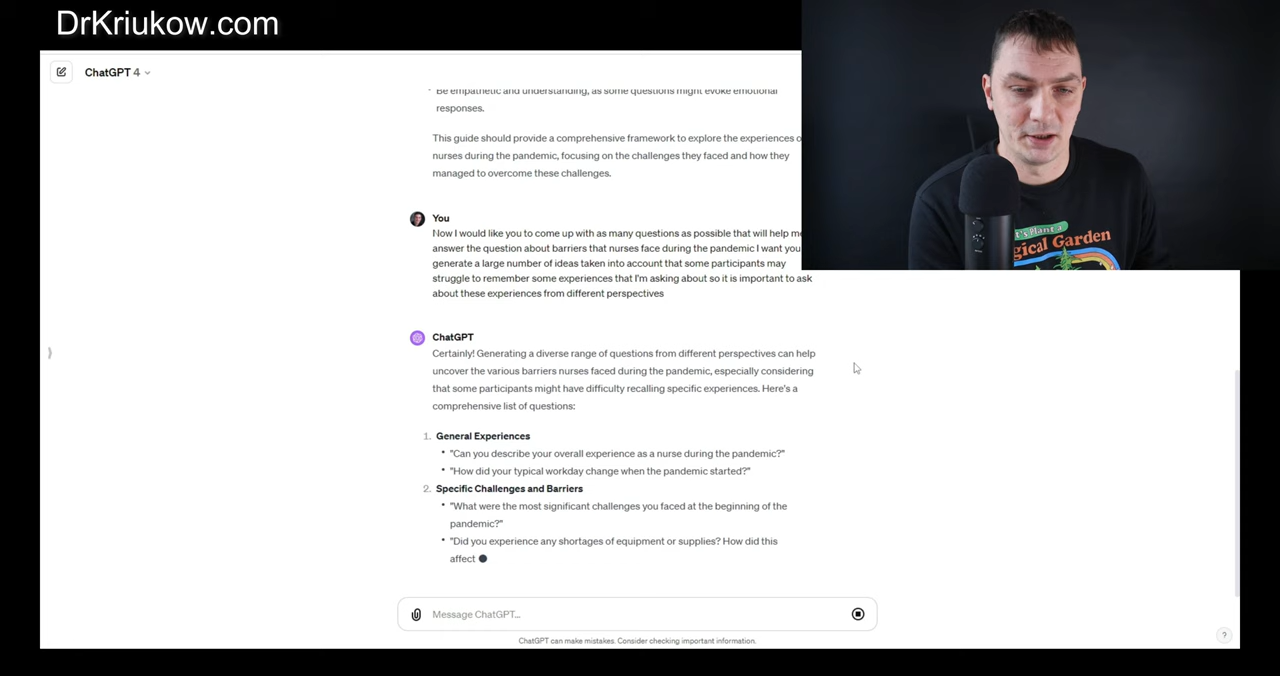 DrKriukow.com
ChatGPT 4
Be empathetic and understanding, as some questions might evoke emotional
responses.
This guide should provide a comprehensive framework to explore the experiences o
nurses during the pandemic, focusing on the challenges they faced and how they
managed to overcome these challenges.
You
Now I would like you to come up with as many questions as possible that will help me
answer the question about barriers that nurses face during the pandemic I want you
generate a large number of ideas taken into account that some participants may
struggle to remember some experiences that I'm asking about so it is important to ask
about these experiences from different perspectives
ChatGPT
Certainly! Generating a diverse range of questions from different perspectives can help
uncover the various barriers nurses faced during the pandemic, especially considering
that some participants might have difficulty recalling specific experiences. Here's a
comprehensive list of questions:
1. General Experiences
• "Can you describe your overall experience as a nurse during the pandemic?"
• "How did your typical workday change when the pandemic started?"
2. Specific Challenges and Barriers
• "What were the most significant challenges you faced at the beginning of the
pandemic?"
• "Did you experience any shortages of equipment or supplies? How did this
affect
Message ChatGPT...
ChatGPT can make mistakes. Consider checking important information.
?
Plant a
gical Garden